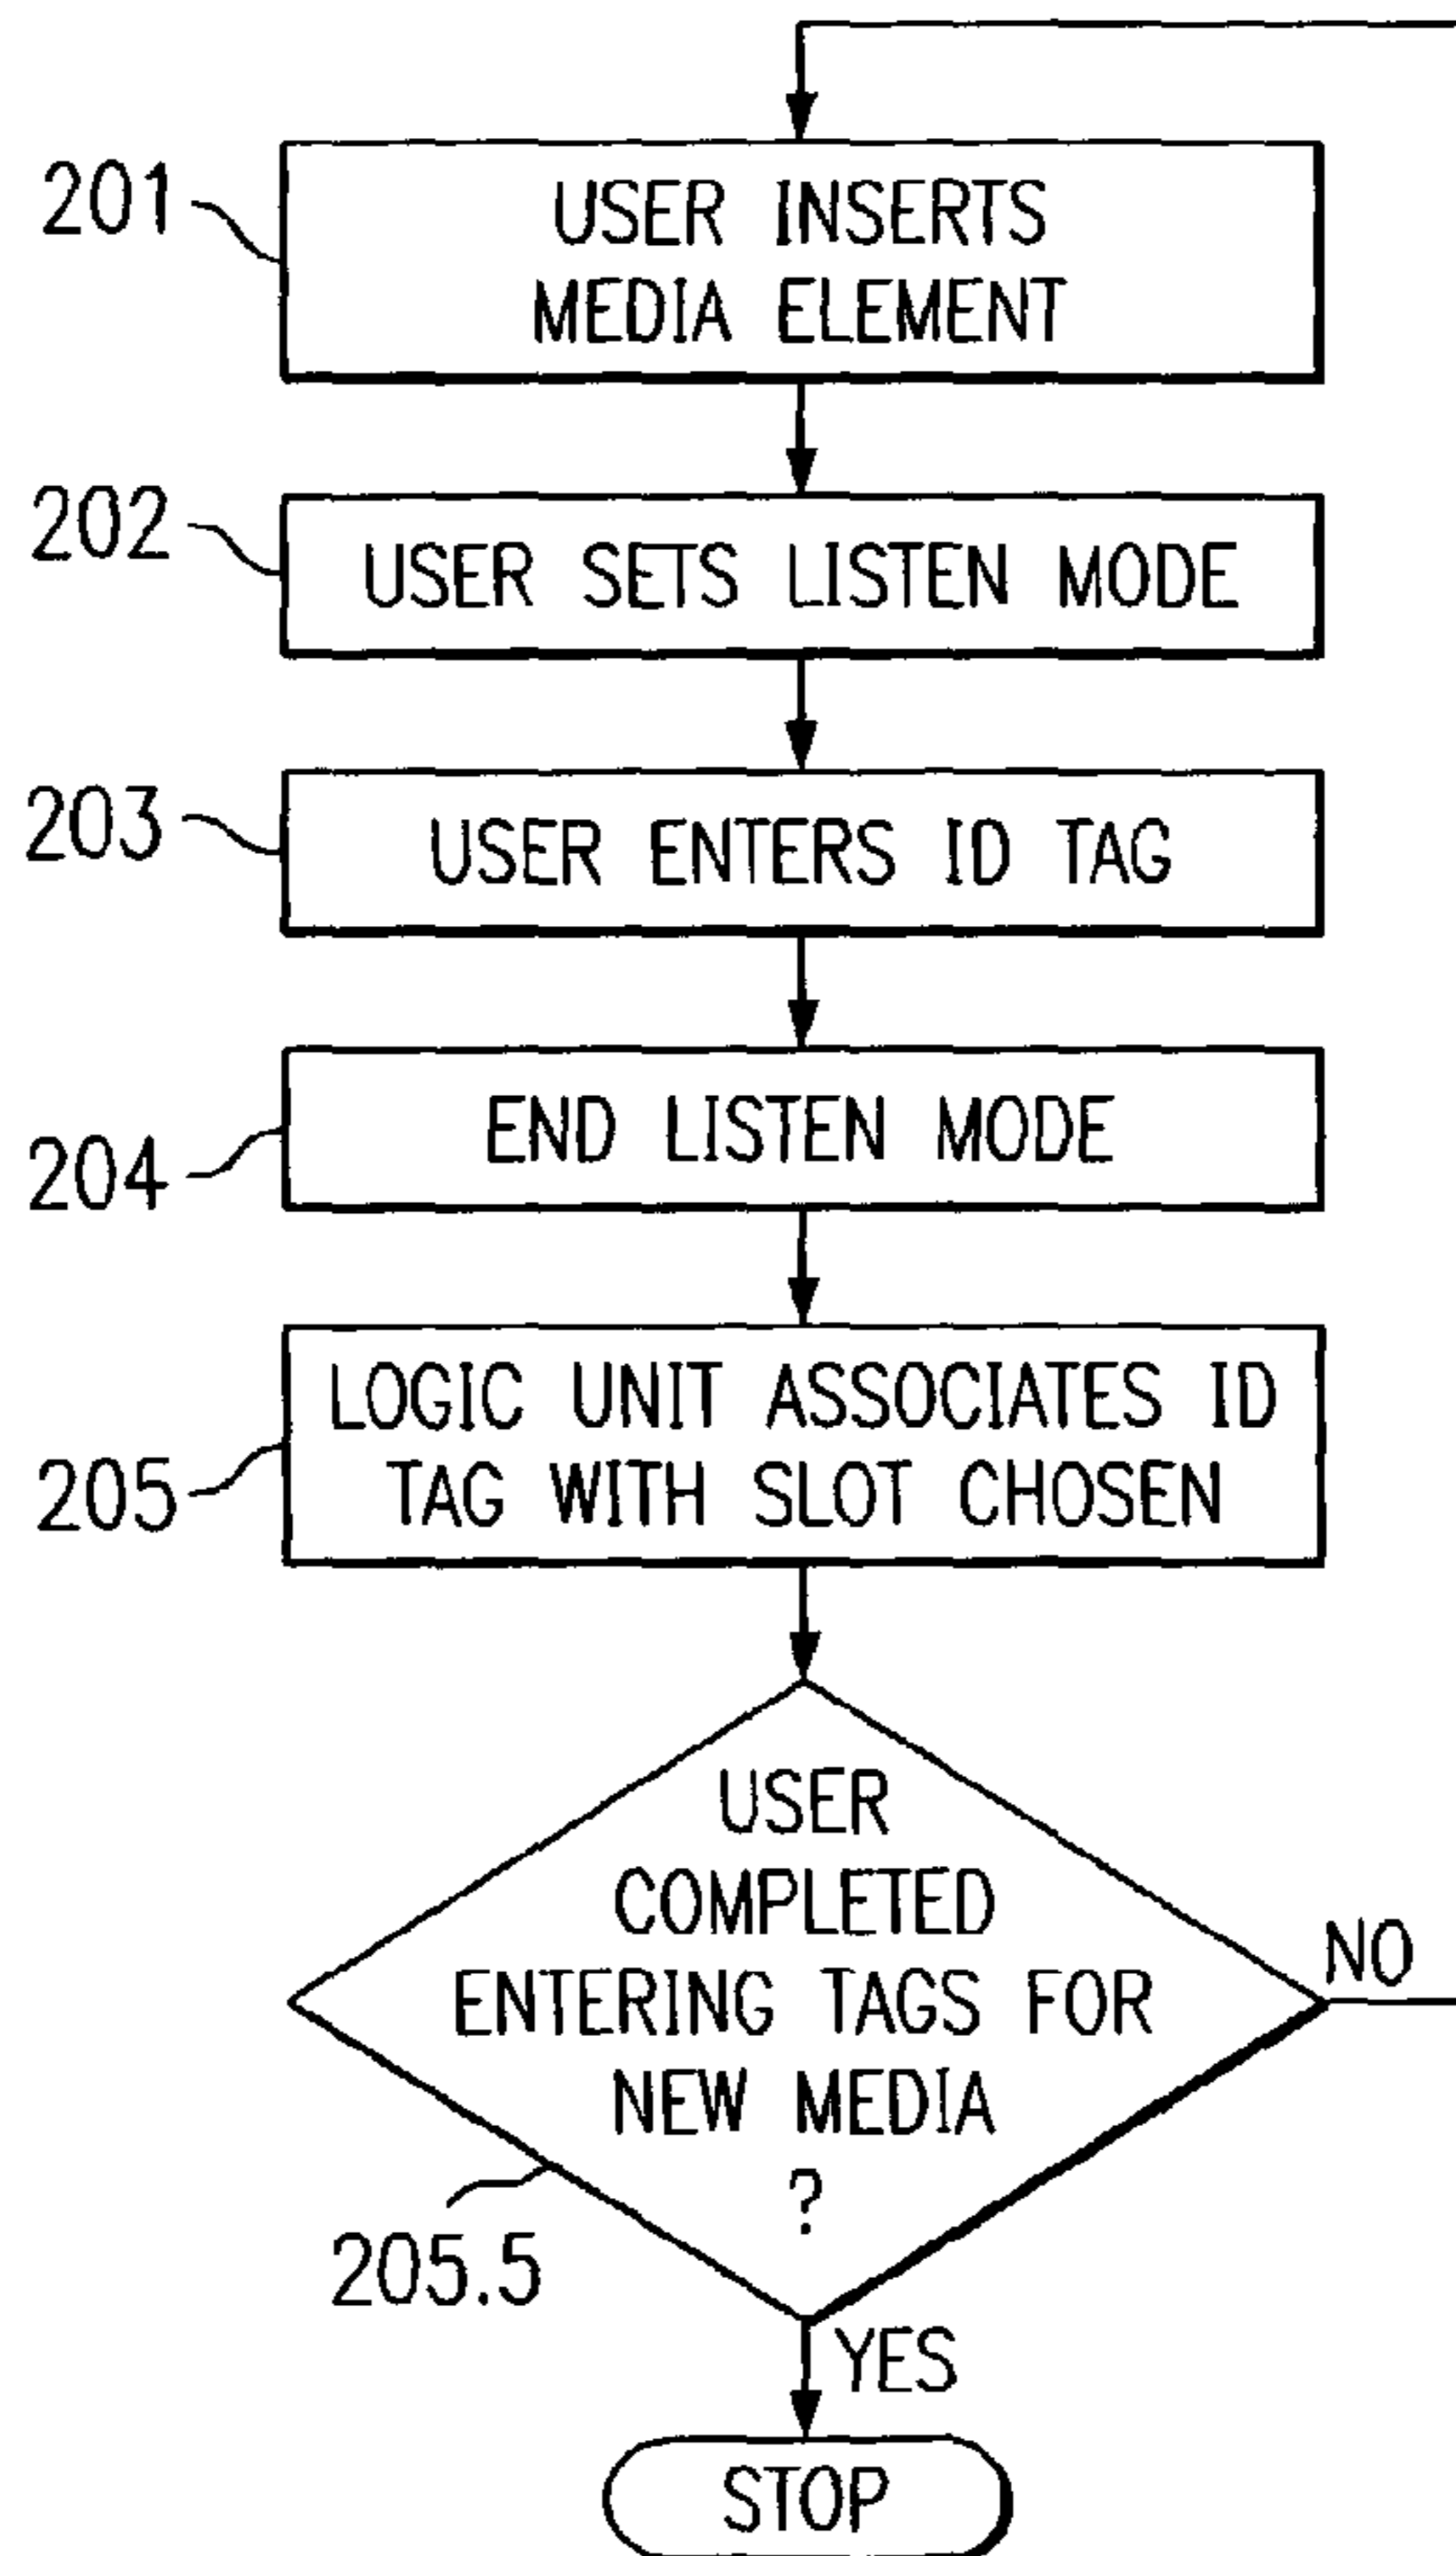 201
USER INSERTS
MEDIA ELEMENT
202
USER SETS LISTEN MODE
203
USER ENTERS ID TAG
204
END LISTEN MODE
205
LOGIC UNIT ASSOCIATES ID
TAG WITH SLOT CHOSEN
USER
COMPLETED
ENTERING TAGS FOR
NEW MEDIA
?
NO
205.5
YES
STOP